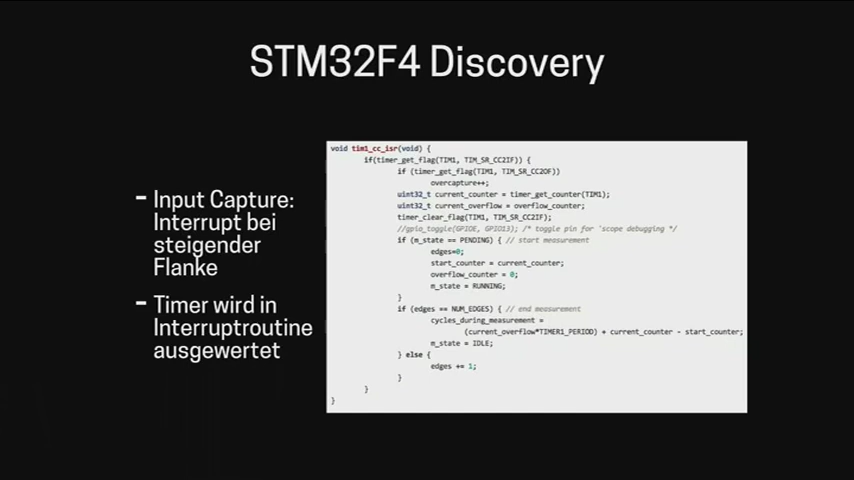 STM32F4 Discovery
- Input Capture:
Interrupt bei
steigender
Flanke
- Timer wird in
Interruptroutine
ausgewertet
void tim1_cc_isr(void) {
if(timer_get_flag(TIM1, TIM_SR_CC2IF)) {
if (timer_get_flag(TIM1, TIM_SR_CC2OF))
overcapture++;
uint32_t current_counter = timer_get_counter(TIM1);
uint32_t current_overflow = overflow_counter;
timer_clear_flag(TIM1, TIM_SR_CC2IF);
//gpio_toggle(GPIOE, GPIO13); /* toggle pin for `scope debugging */
if (m_state == PENDING) { // start measurement
edges=0;
start_counter = current_counter;
overflow_counter = 0;
m_state = RUNNING;
}
if (edges == NUM_EDGES) { // end measurement
cycles_during_measurement =
(current_overflow*TIMER1_PERIOD) + current_counter - start_counter;
m_state = IDLE;
} else {
edges += 1;
}
}
}